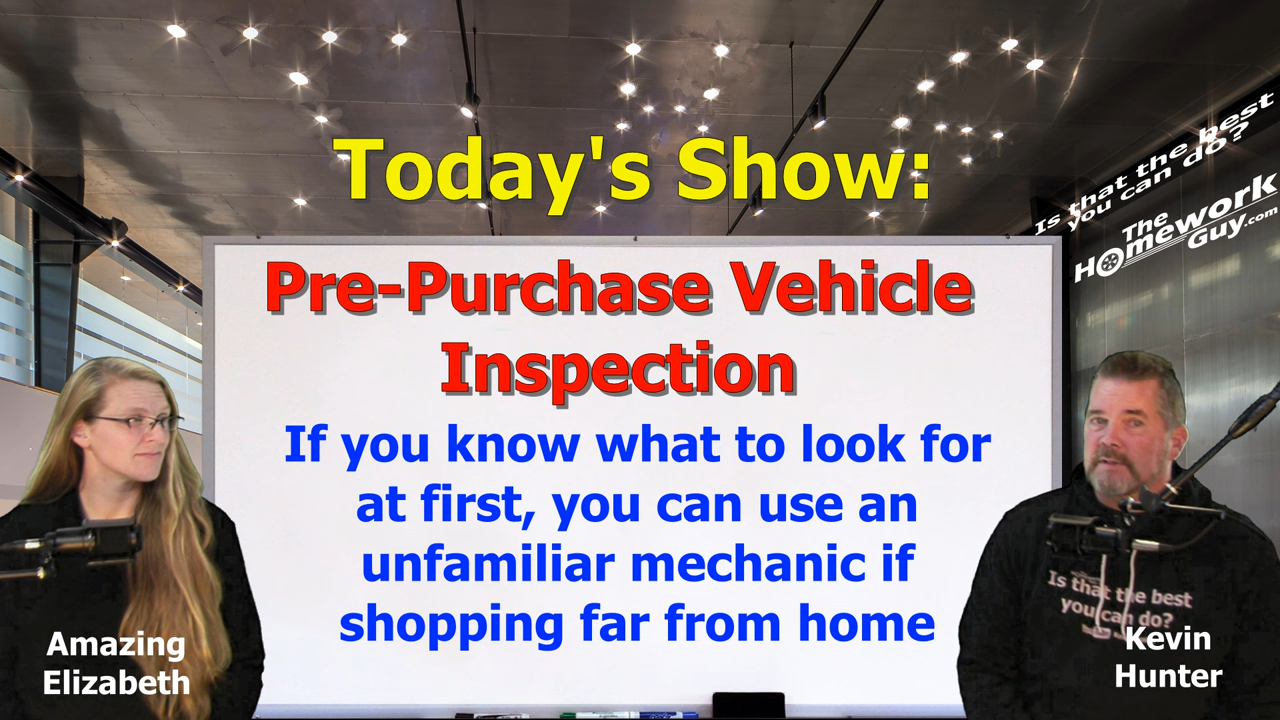 Today's Show:
Is that the best
you can do?
The
Homework
Guy.com
Pre-Purchase Vehicle
Inspection
If you know what to look for
at first, you can use an
unfamiliar mechanic if
shopping far from home
Is that the best
you can do?
Amazing
Elizabeth
Kevin
Hunter